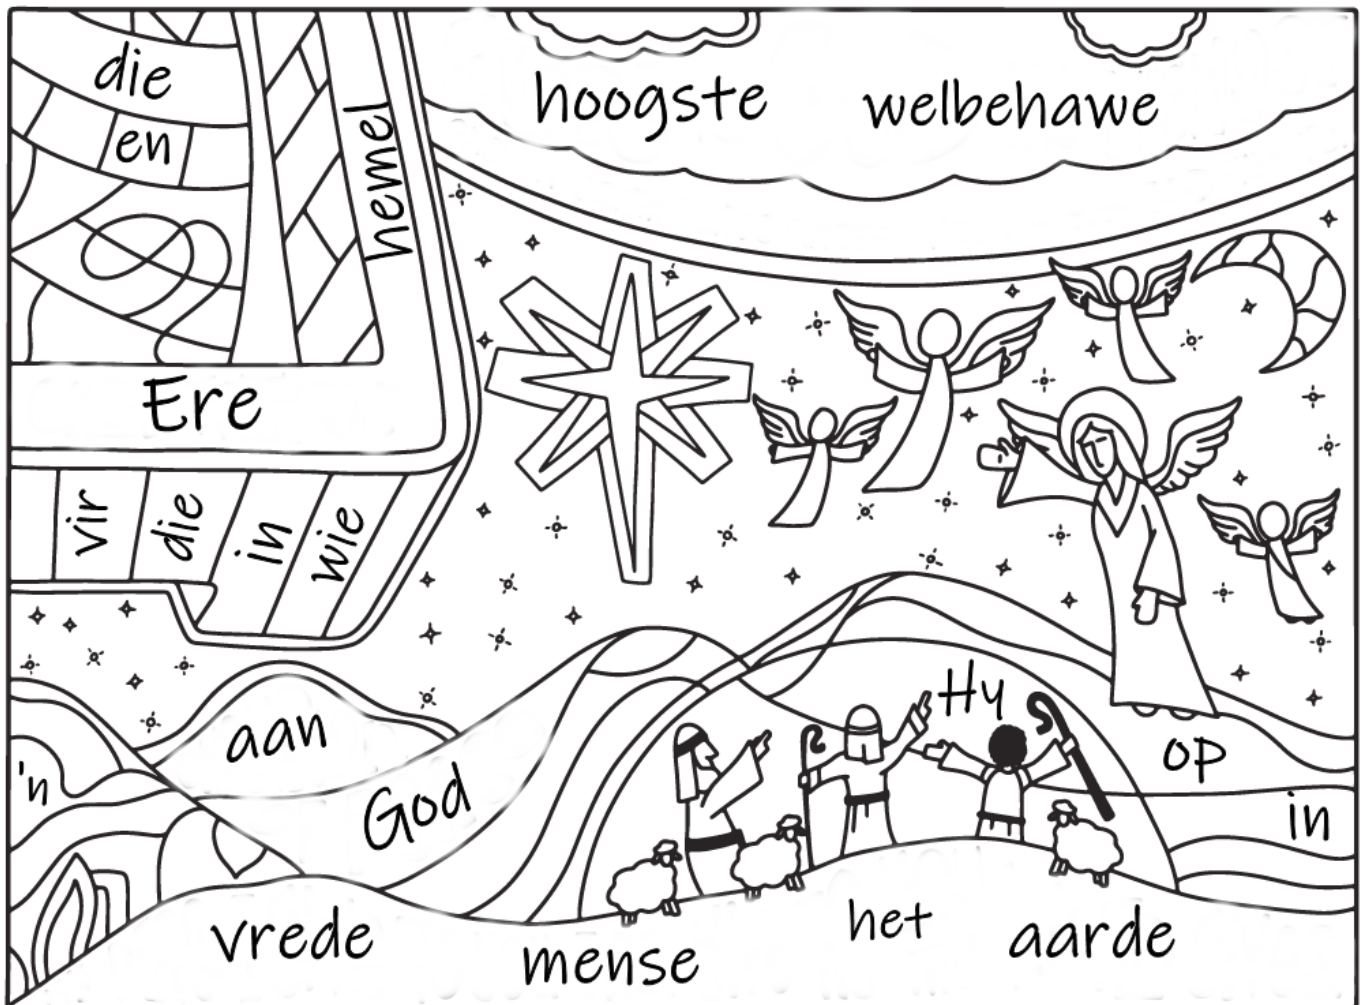 die
en
hemel
hoogste welbehawe
Ere
vir
die
in
wie
aan
God
'n
Hy
op
in
vrede mense het aarde